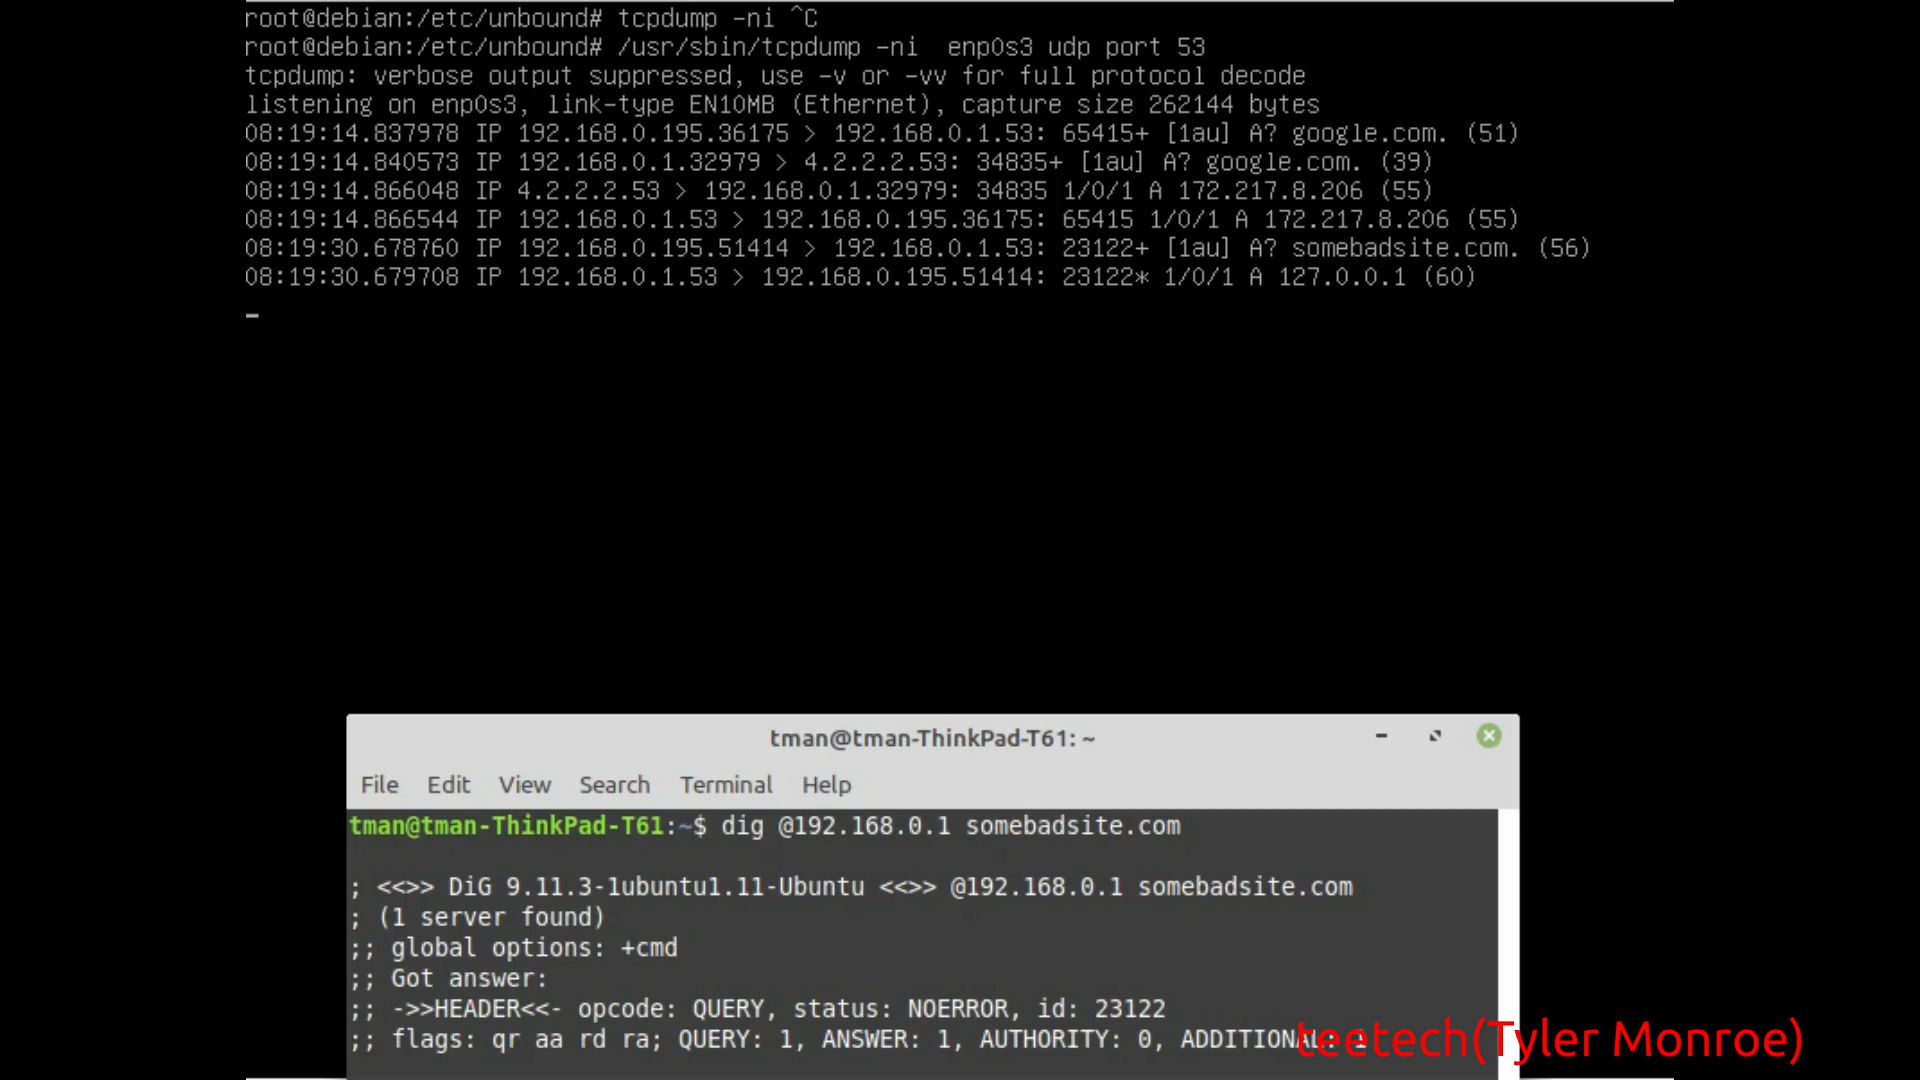 root@debian:/etc/unbound# tcpdump -ni ^C
root@debian:/etc/unbound# /usr/sbin/tcpdump -ni  enp0s3 udp port 53
tcpdump: verbose output suppressed, use -v or -vv for full protocol decode
listening on enp0s3, link-type EN10MB (Ethernet), capture size 262144 bytes
08:19:14.837978 IP 192.168.0.195.36175 > 192.168.0.1.53: 65415+ [1au] A? google.com. (51)
08:19:14.840573 IP 192.168.0.1.32979 > 4.2.2.2.53: 34835+ [1au] A? google.com. (39)
08:19:14.866048 IP 4.2.2.2.53 > 192.168.0.1.32979: 34835 1/0/1 A 172.217.8.206 (55)
08:19:14.866544 IP 192.168.0.1.53 > 192.168.0.195.36175: 65415 1/0/1 A 172.217.8.206 (55)
08:19:30.678760 IP 192.168.0.195.51414 > 192.168.0.1.53: 23122+ [1au] A? somebadsite.com. (56)
08:19:30.679708 IP 192.168.0.1.53 > 192.168.0.195.51414: 23122* 1/0/1 A 127.0.0.1 (60)
tman@tman-ThinkPad-T61: ~
File Edit View Search Terminal Help
tman@tman-ThinkPad-T61:~$ dig @192.168.0.1 somebadsite.com
; <<>> DiG 9.11.3-1ubuntu1.11-Ubuntu <<>> @192.168.0.1 somebadsite.com
; (1 server found)
;; global options: +cmd
;; Got answer:
;; ->>HEADER<<- opcode: QUERY, status: NOERROR, id: 23122
;; flags: qr aa rd ra; QUERY: 1, ANSWER: 1, AUTHORITY: 0, ADDITIONAL: 1
teetech(Tyler Monroe)